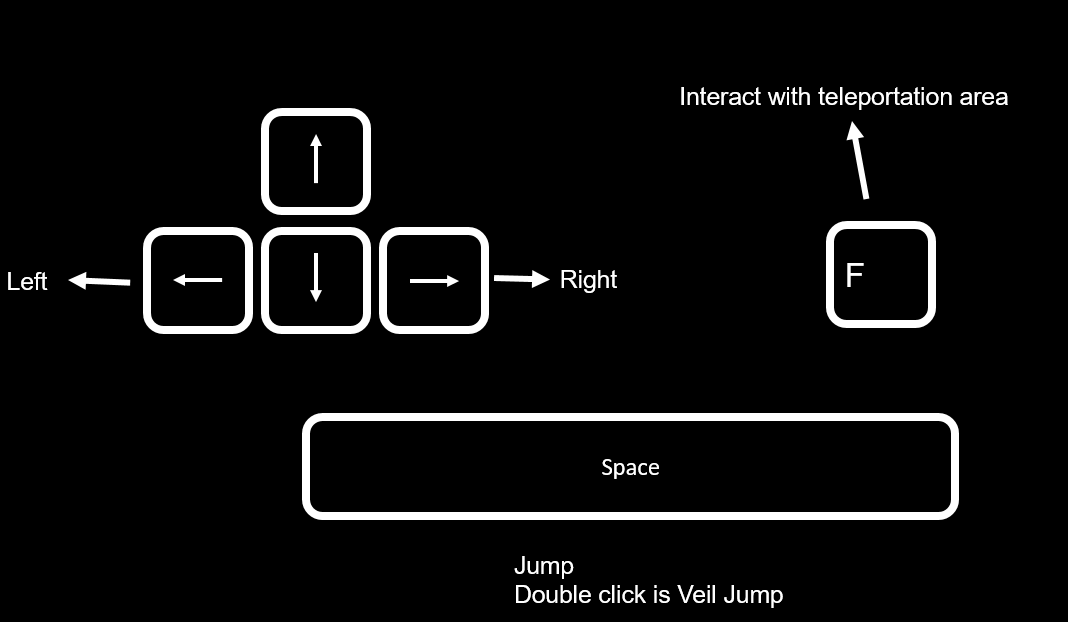 Interact with teleportation area
Left
Right
F
Space
Jump
Double click is Veil Jump